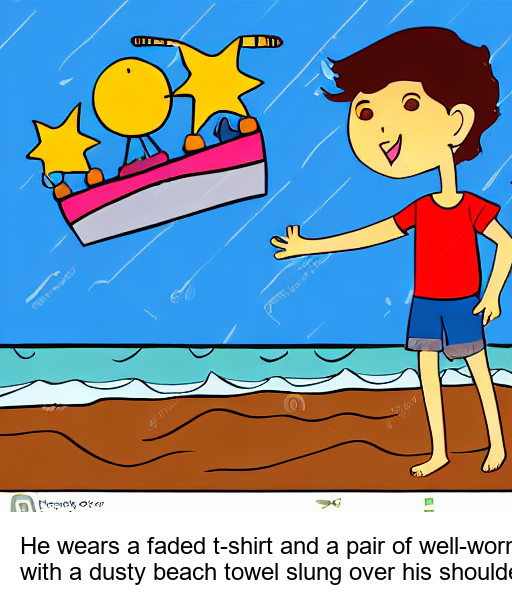 He wears a faded t-shirt and a pair of well-worn
with a dusty beach towel slung over his shoulde